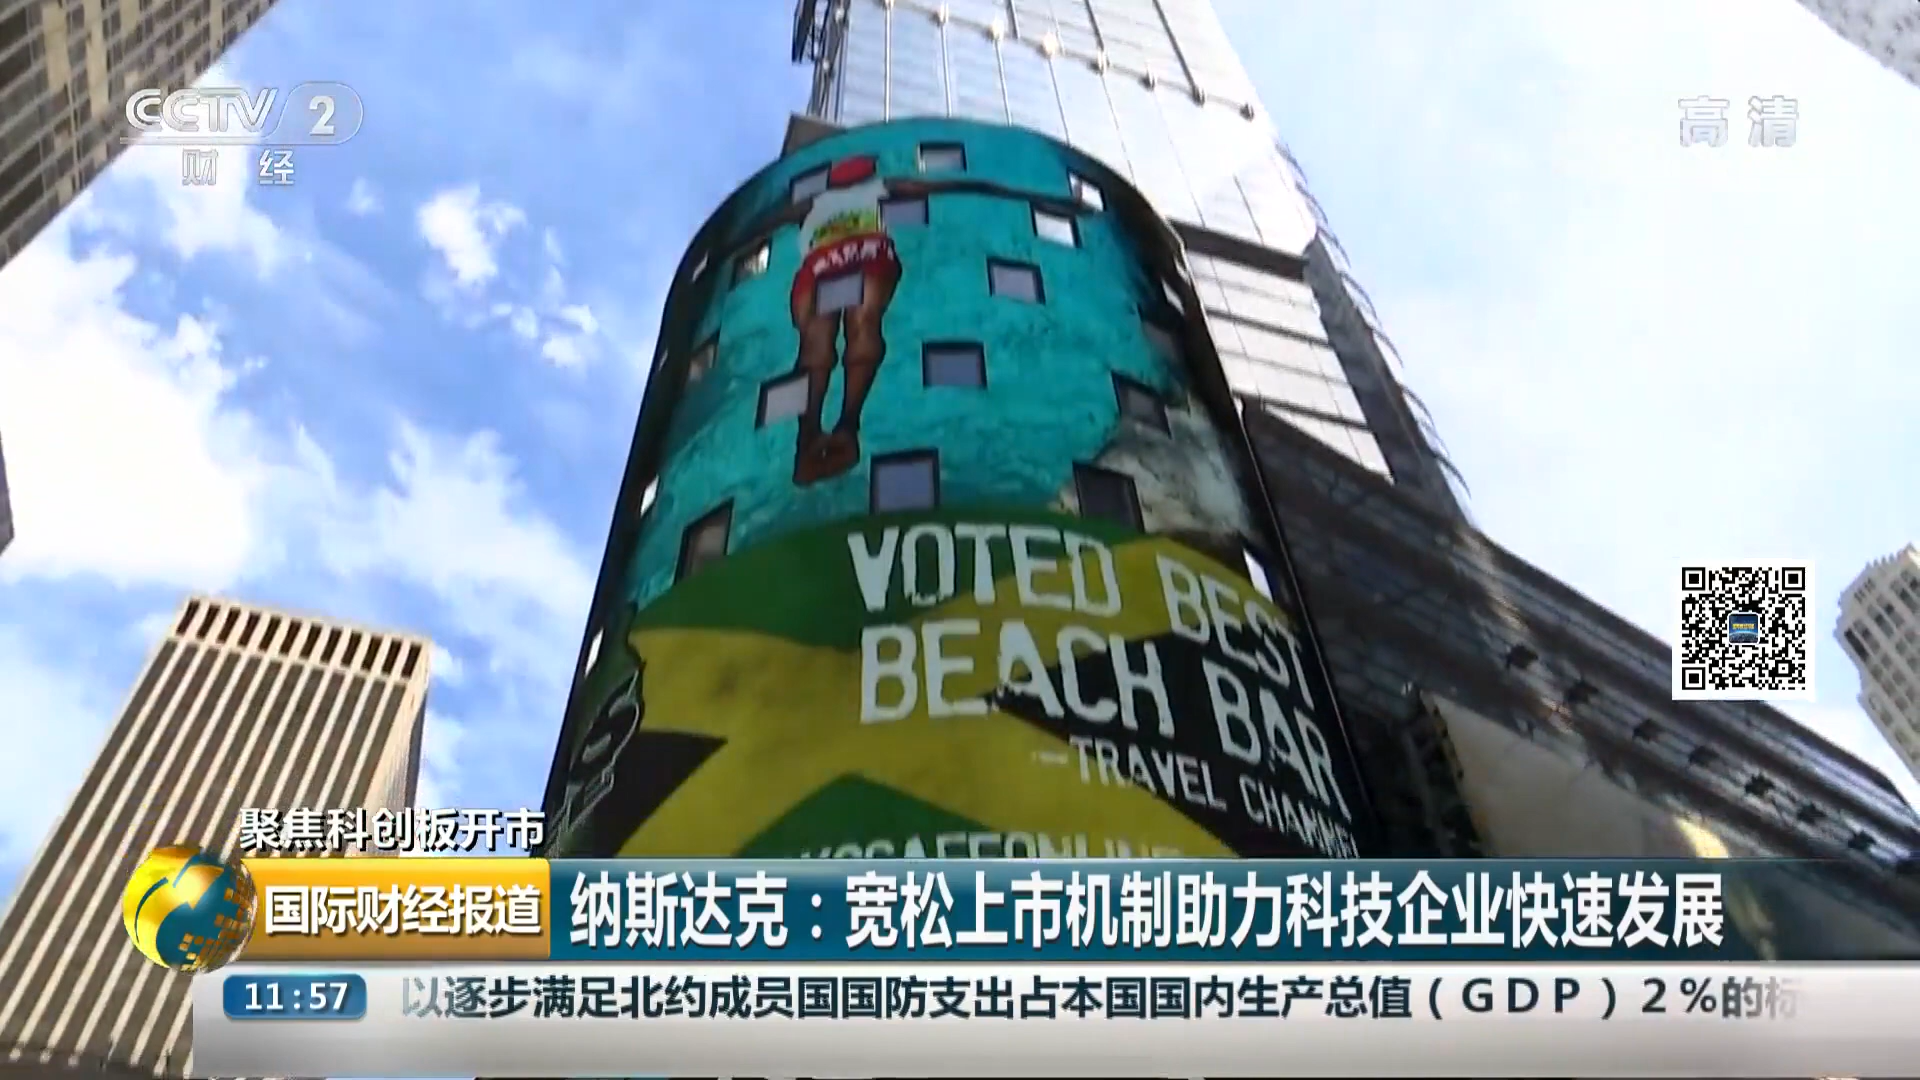 CCTV 2
财 经
高 清
VOTED BEST
BEACH BAR
—TRAVEL CHANNEL
聚焦科创板开市
国际财经报道
纳斯达克：宽松上市机制助力科技企业快速发展
11:57
以逐步满足北约成员国国防支出占本国国内生产总值（GDP）2%的标